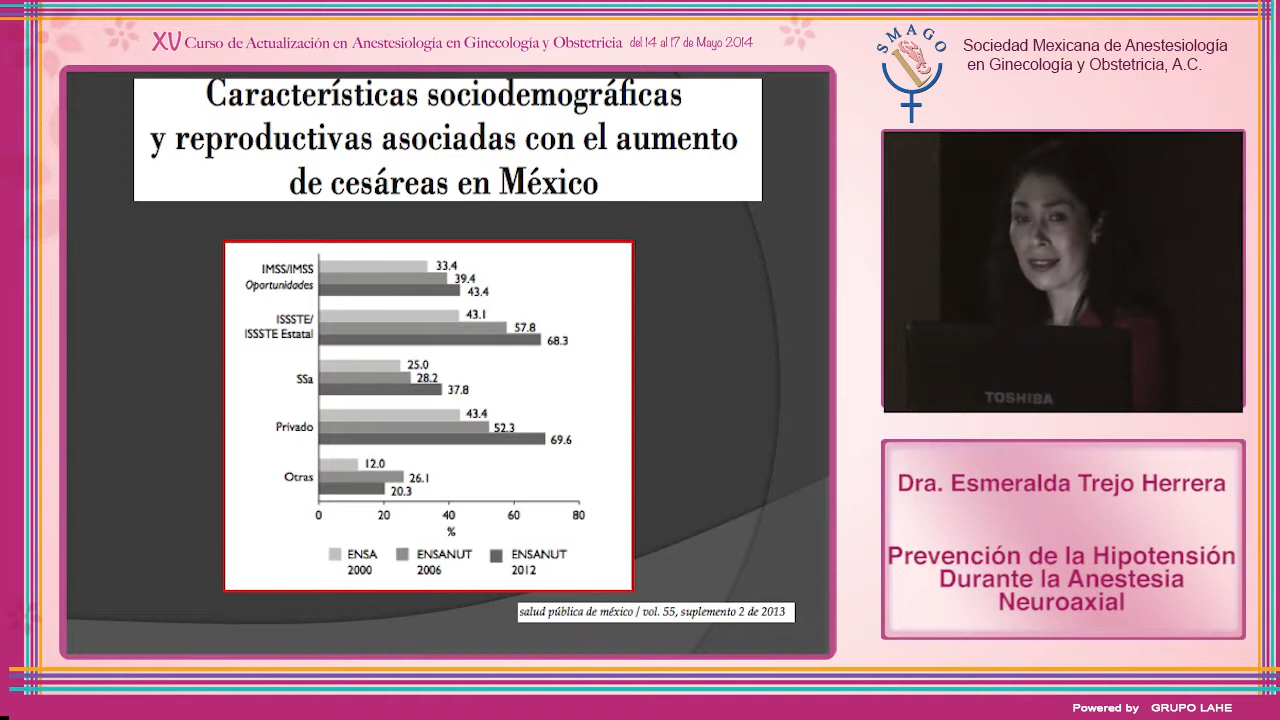 XV Curso de Actualización en Anestesiología en Ginecología y Obstetricia del 14 al 17 de Mayo 2014
SMAGO
Sociedad Mexicana de Anestesiología
en Ginecología y Obstetricia, A.C.
Características sociodemográficas
y reproductivas asociadas con el aumento
de cesáreas en México
IMSS/IMSS
Oportunidades
33.4
39.4
43.4
ISSSTE/
ISSSTE Estatal
43.1
57.8
68.3
SSa
25.0
28.2
37.8
Privado
43.4
52.3
69.6
Otras
12.0
26.1
20.3
0 20 40 60 80
%
ENSA 2000
ENSANUT 2006
ENSANUT 2012
salud pública de méxico / vol. 55, suplemento 2 de 2013
TOSHIBA
Dra. Esmeralda Trejo Herrera
Prevención de la Hipotensión
Durante la Anestesia
Neuroaxial
Powered by GRUPO LAHE